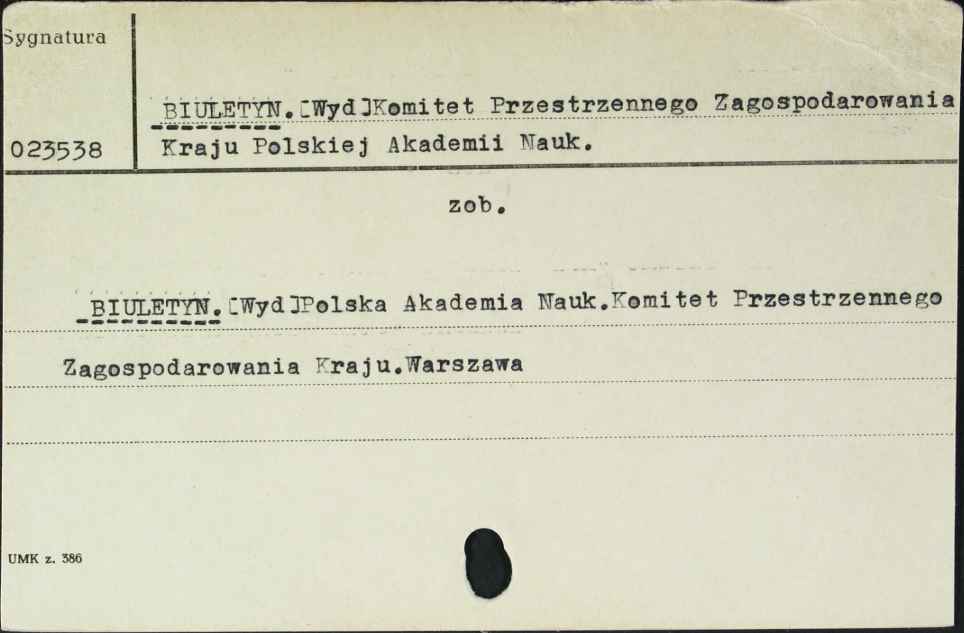 Sygnatura
BIULETYN.[Wyd]Komitet Przestrzennego Zagospodarowania
023538
Kraju Polskiej Akademii Nauk.
zob.
BIULETYN.[Wyd]Polska Akademia Nauk.Komitet Przestrzennego
Zagospodarowania Kraju.Warszawa
UMK z. 386